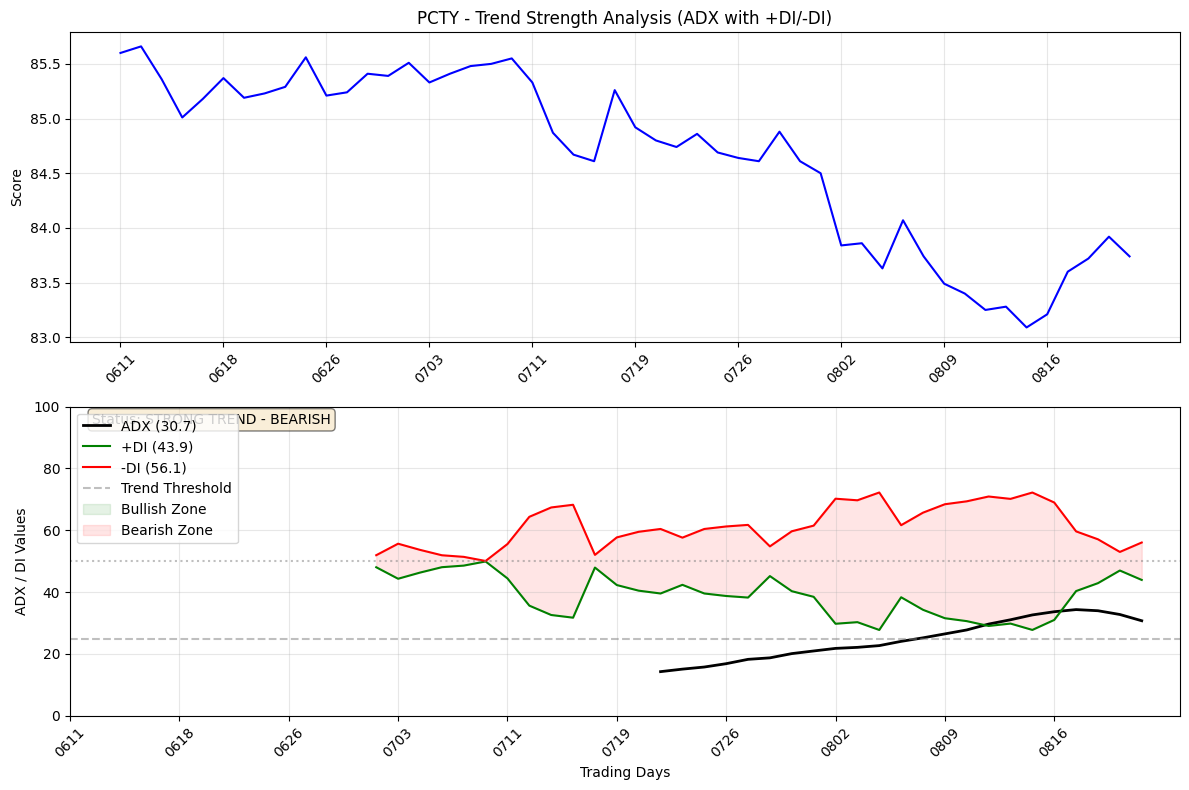 PCTY - Trend Strength Analysis (ADX with +DI/-DI)
Score
85.5
85.0
84.5
84.0
83.5
83.0
0611
0618
0626
0703
0711
0719
0726
0802
0809
0816
ADX / DI Values
100
80
60
40
20
0
Status: STRONG TREND - BEARISH
ADX (30.7)
+DI (43.9)
-DI (56.1)
Trend Threshold
Bullish Zone
Bearish Zone
0611
0618
0626
0703
0711
0719
0726
0802
0809
0816
Trading Days